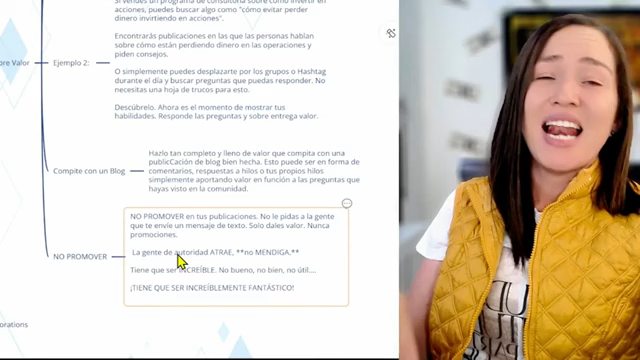 Si vendes un programa de consultoría sobre cómo invertir en
acciones, puedes buscar algo como "cómo evitar perder
dinero invirtiendo en acciones".
Encontrarás publicaciones en las que las personas hablan
sobre cómo están perdiendo dinero en las operaciones y
piden consejos.
bre Valor
Ejemplo 2:
O simplemente puedes desplazarte por los grupos o Hashtag
durante el día y buscar preguntas que puedas responder. No
necesitas una hoja de trucos para esto.
Descúbrelo. Ahora es el momento de mostrar tus
habilidades. Responde las preguntas y sobre entrega valor.
Compite con un Blog
Hazlo tan completo y lleno de valor que compita con una
publicCación de blog bien hecha. Esto puede ser en forma de
comentarios, respuestas a hilos o tus propios hilos
simplemente aportando valor en función a las preguntas que
hayas visto en la comunidad.
NO PROMOVER en tus publicaciones. No le pidas a la gente
que te envíe un mensaje de texto. Solo dales valor. Nunca
promociones.
NO PROMOVER
La gente de autoridad ATRAE, **no MENDIGA.**
Tiene que ser INCREÍBLE. No bueno, no bien, no útil....
¡TIENE QUE SER INCREÍBLEMENTE FANTÁSTICO!
orations